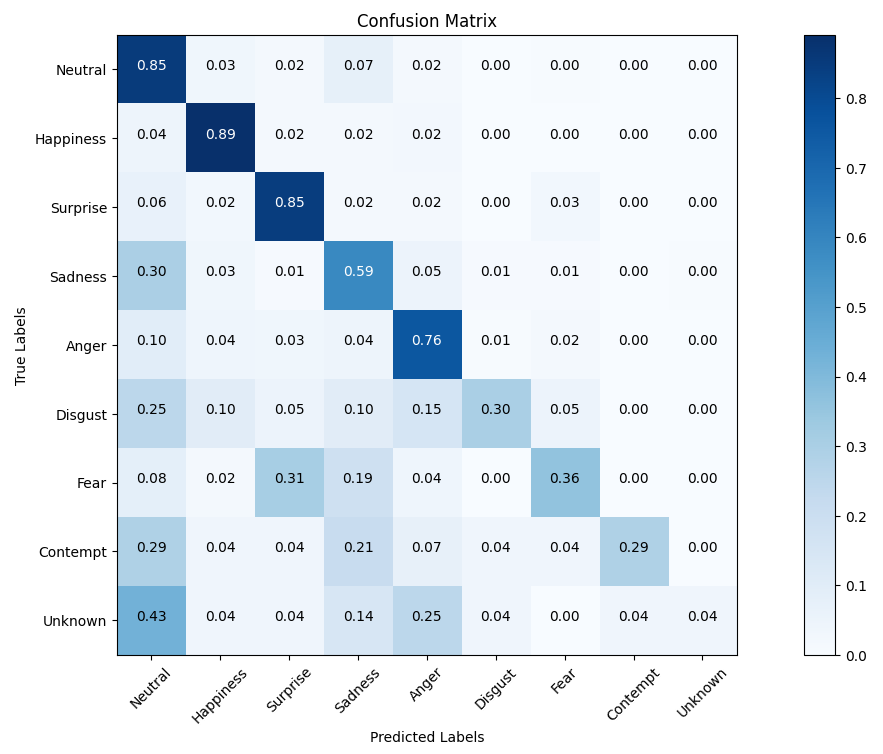 Confusion Matrix
True Labels
Neutral 0.85 0.03 0.02 0.07 0.02 0.00 0.00 0.00 0.00
Happiness 0.04 0.89 0.02 0.02 0.02 0.00 0.00 0.00 0.00
Surprise 0.06 0.02 0.85 0.02 0.02 0.00 0.03 0.00 0.00
Sadness 0.30 0.03 0.01 0.59 0.05 0.01 0.01 0.00 0.00
Anger 0.10 0.04 0.03 0.04 0.76 0.01 0.02 0.00 0.00
Disgust 0.25 0.10 0.05 0.10 0.15 0.30 0.05 0.00 0.00
Fear 0.08 0.02 0.31 0.19 0.04 0.00 0.36 0.00 0.00
Contempt 0.29 0.04 0.04 0.21 0.07 0.04 0.04 0.29 0.00
Unknown 0.43 0.04 0.04 0.14 0.25 0.04 0.00 0.04 0.04
Neutral Happiness Surprise Sadness Anger Disgust Fear Contempt Unknown
Predicted Labels
0.8
0.7
0.6
0.5
0.4
0.3
0.2
0.1
0.0